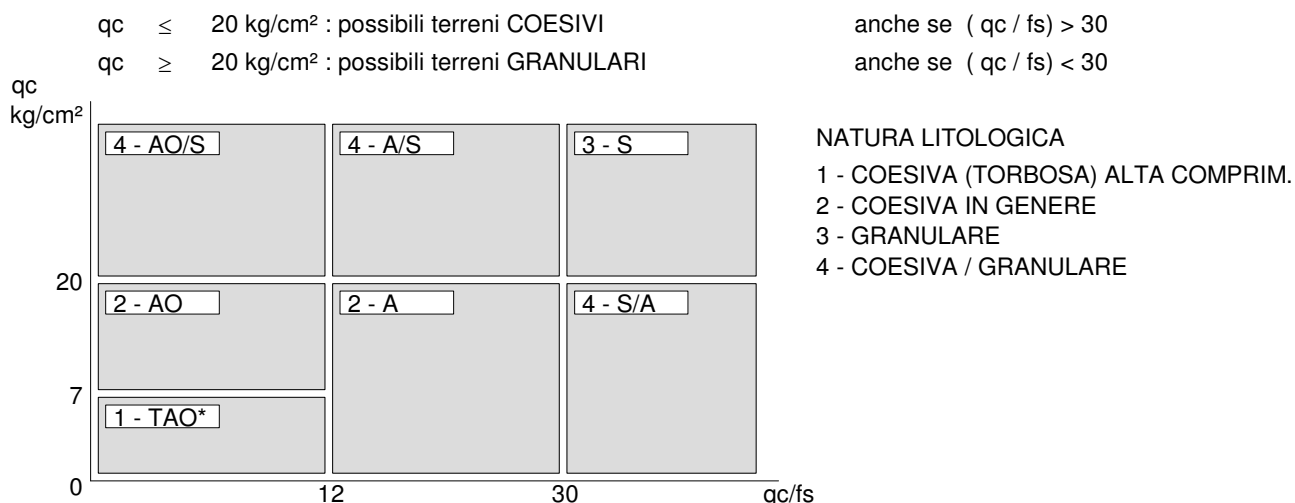 qc ≤ 20 kg/cm² : possibili terreni COESIVI anche se ( qc / fs) > 30
qc ≥ 20 kg/cm² : possibili terreni GRANULARI anche se ( qc / fs) < 30
qc
kg/cm²
4 - AO/S 4 - A/S 3 - S
NATURA LITOLOGICA
1 - COESIVA (TORBOSA) ALTA COMPRIM.
2 - COESIVA IN GENERE
3 - GRANULARE
4 - COESIVA / GRANULARE
20
2 - AO 2 - A 4 - S/A
7
1 - TAO*
0
12 30 qc/fs